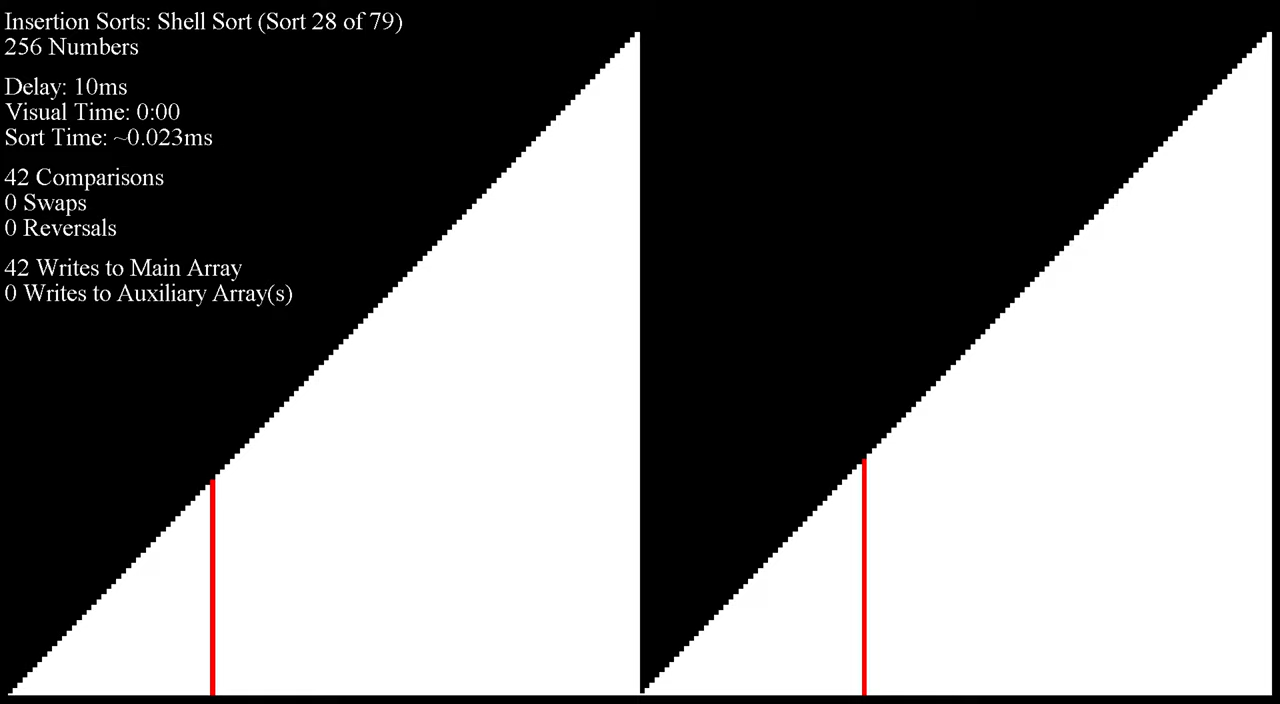 Insertion Sorts: Shell Sort (Sort 28 of 79)
256 Numbers
Delay: 10ms
Visual Time: 0:00
Sort Time: ~0.023ms
42 Comparisons
0 Swaps
0 Reversals
42 Writes to Main Array
0 Writes to Auxiliary Array(s)